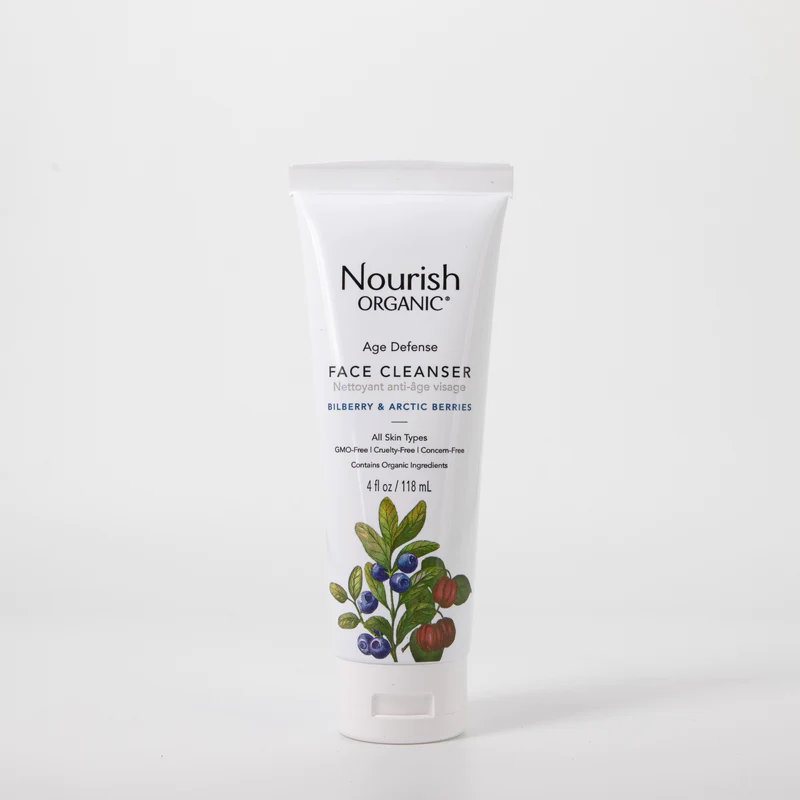 Nourish
ORGANIC®
Age Defense
FACE CLEANSER
Nettoyant anti-âge visage
BILBERRY & ARCTIC BERRIES
All Skin Types
GMO-Free | Cruelty-Free | Concern-Free
Contains Organic Ingredients
4 fl oz / 118 mL